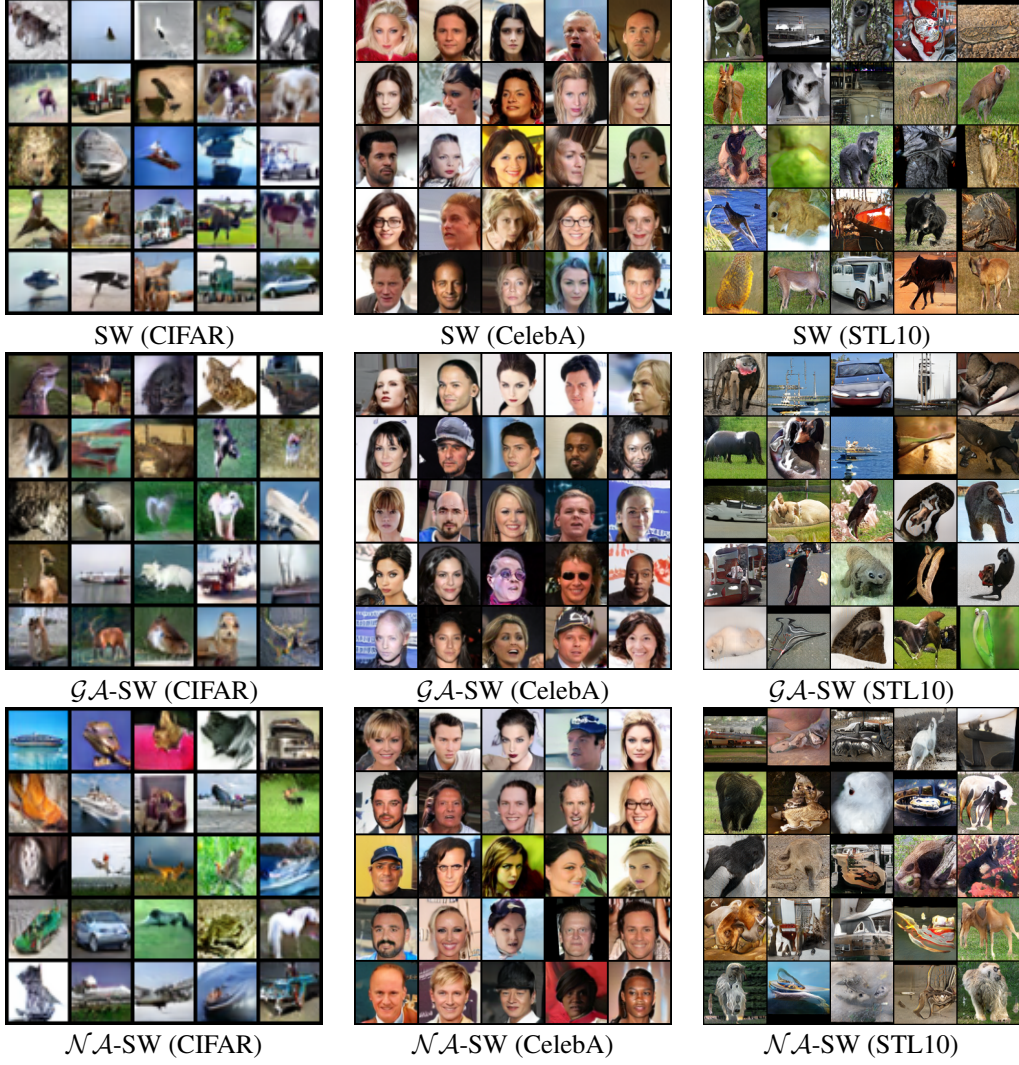 SW (CIFAR)
SW (CelebA)
SW (STL10)
𝒢𝒜-SW (CIFAR)
𝒢𝒜-SW (CelebA)
𝒢𝒜-SW (STL10)
𝒩𝒜-SW (CIFAR)
𝒩𝒜-SW (CelebA)
𝒩𝒜-SW (STL10)